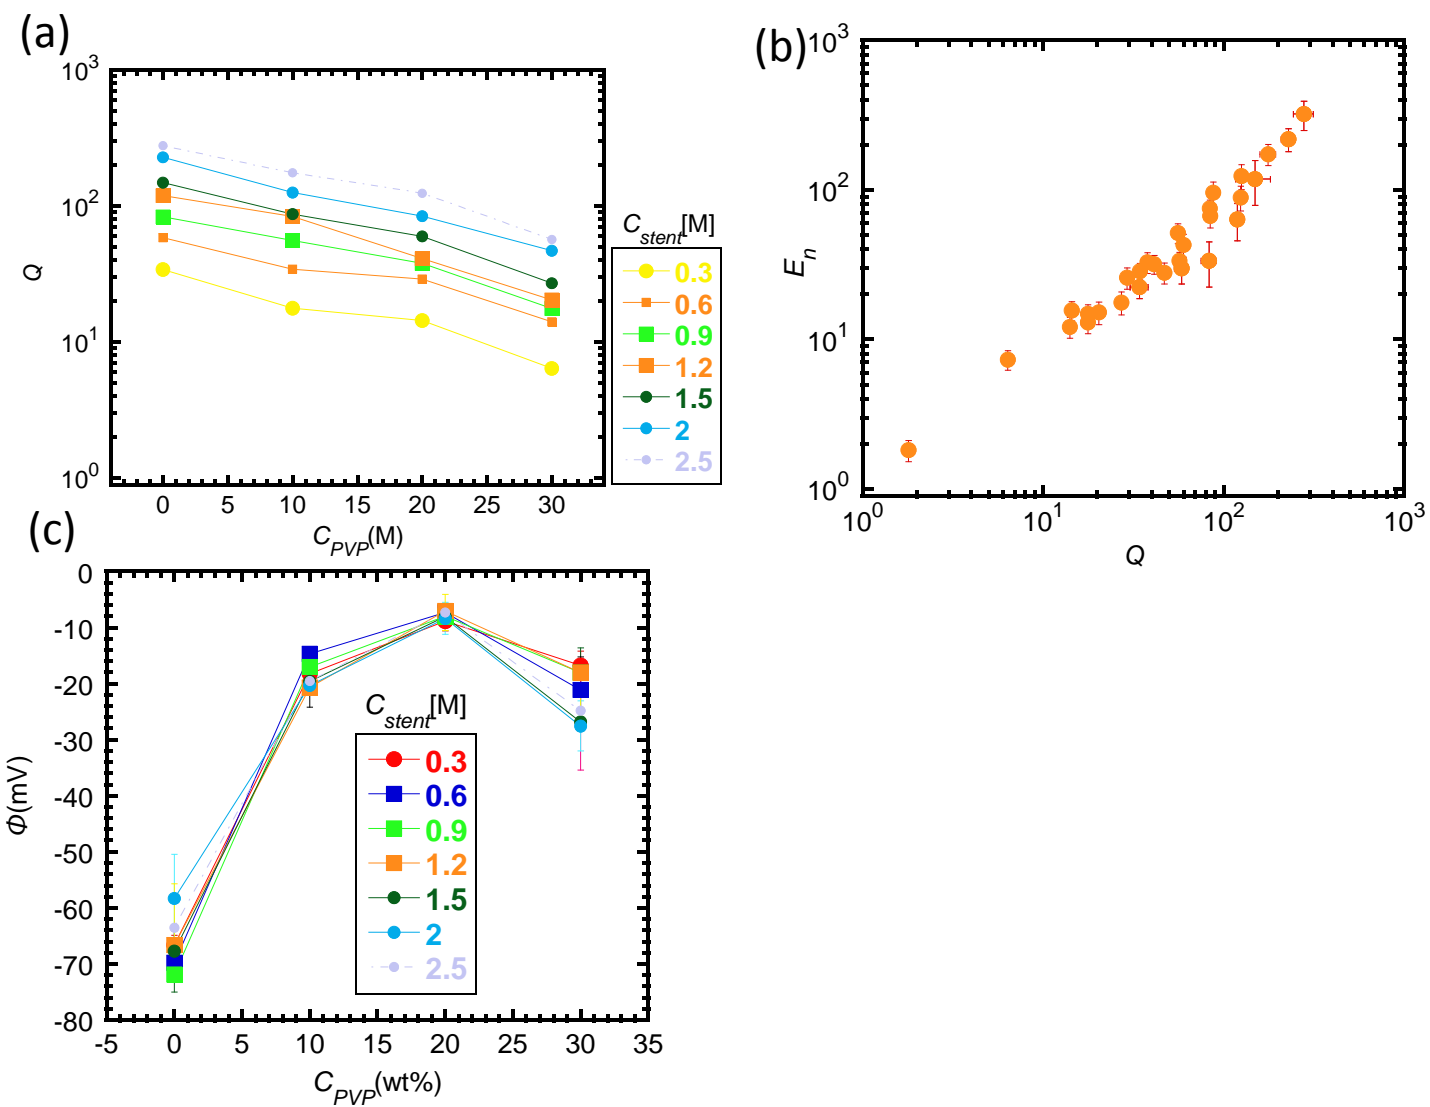 (a)
10^3
10^2
10^1
10^0
Q
0 5 10 15 20 25 30
C_PVP(M)
C_stent[M]
0.3
0.6
0.9
1.2
1.5
2
2.5
(b)
10^3
10^2
10^1
10^0
E_n
10^0 10^1 10^2 10^3
Q
(c)
0
-10
-20
-30
-40
-50
-60
-70
-80
Φ(mV)
-5 0 5 10 15 20 25 30 35
C_PVP(wt%)
C_stent[M]
0.3
0.6
0.9
1.2
1.5
2
2.5